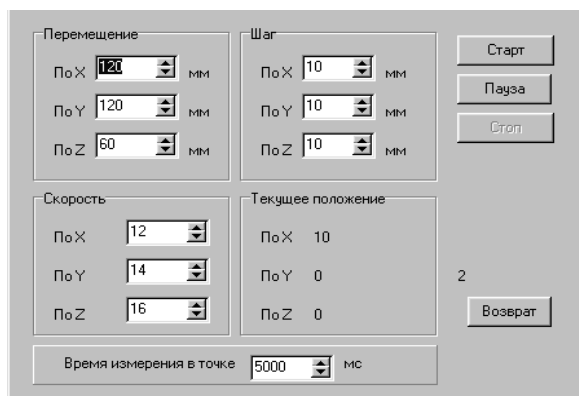 Перемещение
По X 120 мм
По Y 120 мм
По Z 60 мм
Шаг
По X 10 мм
По Y 10 мм
По Z 10 мм
Старт
Пауза
Стоп
Скорость
По X 12
По Y 14
По Z 16
Текущее положение
По X 10
По Y 0
По Z 0
2
Возврат
Время измерения в точке 5000 мс